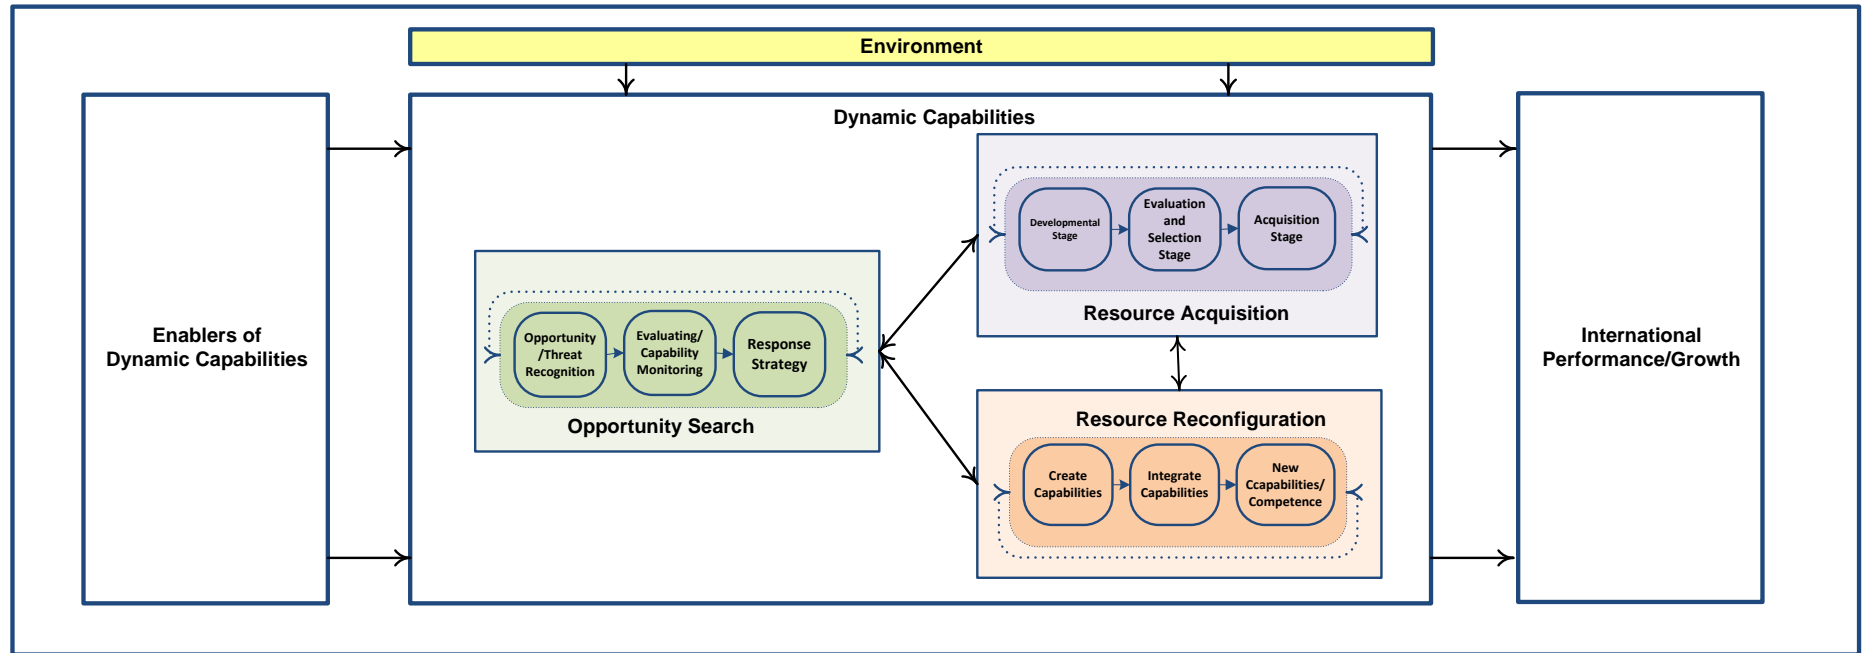 Environment
Dynamic Capabilities
Enablers of
Dynamic Capabilities
Opportunity
/Threat
Recognition
Evaluating/
Capability
Monitoring
Response
Strategy
Opportunity Search
Developmental
Stage
Evaluation
and
Selection
Stage
Acquisition
Stage
Resource Acquisition
Resource Reconfiguration
Create
Capabilities
Integrate
Capabilities
New
Ccapabilities/
Competence
International
Performance/Growth